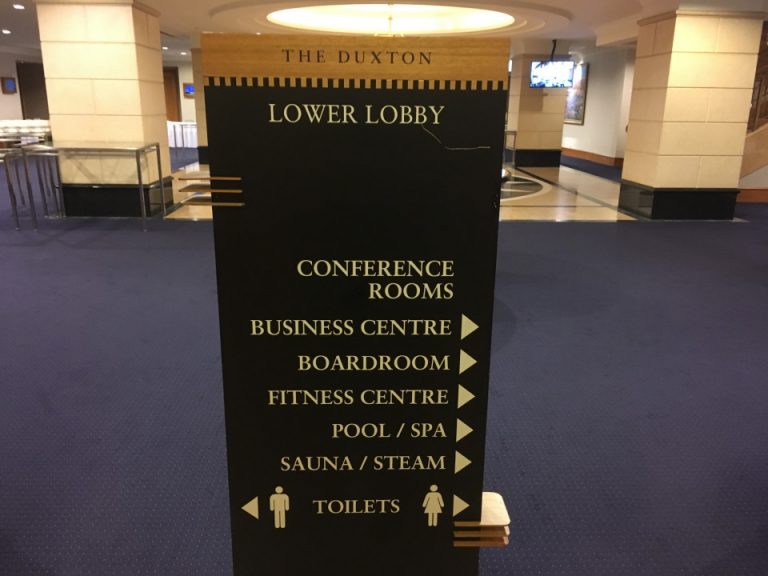 THE DUXTON
LOWER LOBBY
CONFERENCE
ROOMS
BUSINESS CENTRE
BOARDROOM
FITNESS CENTRE
POOL / SPA
SAUNA / STEAM
TOILETS